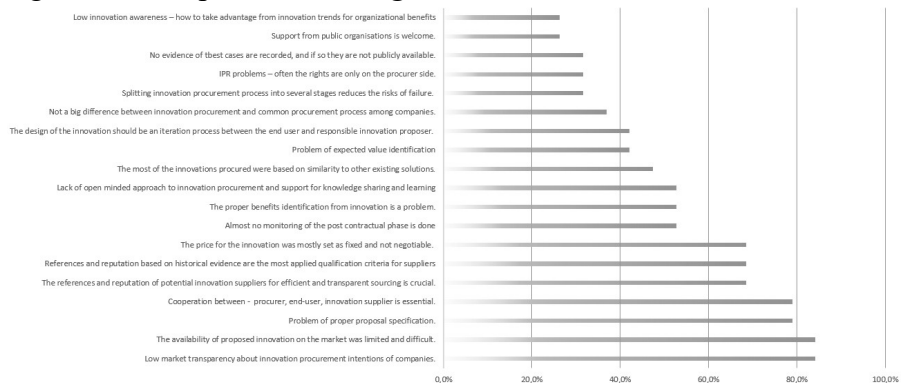 Low innovation awareness – how to take advantage from innovation trends for organizational benefits
Support from public organisations is welcome.
No evidence of tbest cases are recorded, and if so they are not publicly available.
IPR problems – often the rights are only on the procurer side.
Splitting innovation procurement process into several stages reduces the risks of failure.
Not a big difference between innovation procurement and common procurement process among companies.
The design of the innovation should be an iteration process between the end user and responsible innovation proposer.
Problem of expected value identification
The most of the innovations procured were based on similarity to other existing solutions.
Lack of open minded approach to innovation procurement and support for knowledge sharing and learning
The proper benefits identification from innovation is a problem.
Almost no monitoring of the post contractual phase is done
The price for the innovation was mostly set as fixed and not negotiable.
References and reputation based on historical evidence are the most applied qualification criteria for suppliers
The references and reputation of potential innovation suppliers for efficient and transparent sourcing is crucial.
Cooperation between - procurer, end-user, innovation supplier is essential.
Problem of proper proposal specification.
The availability of proposed innovation on the market was limited and difficult.
Low market transparency about innovation procurement intentions of companies.
0,0% 20,0% 40,0% 60,0% 80,0% 100,0%